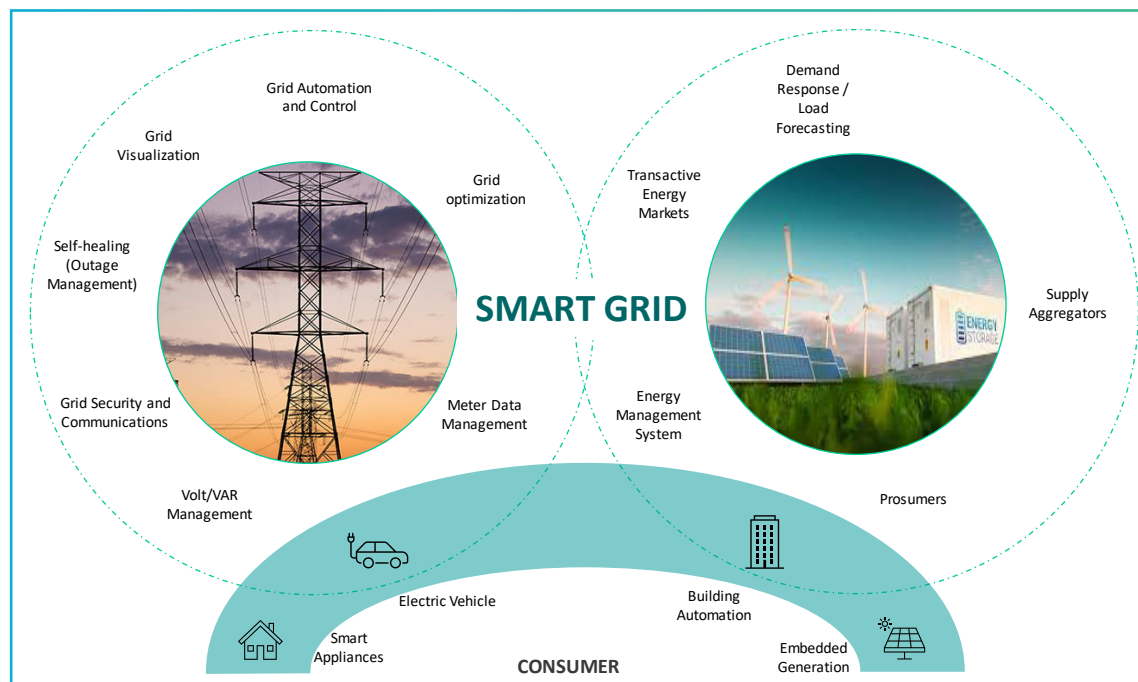 Grid Automation
and Control
Grid
Visualization
Grid
optimization
Self-healing
(Outage
Management)
Grid Security and
Communications
Meter Data
Management
Volt/VAR
Management
SMART GRID
Demand
Response /
Load
Forecasting
Transactive
Energy
Markets
ENERGY
STORAGE
Supply
Aggregators
Energy
Management
System
Prosumers
Electric Vehicle
Smart
Appliances
Building
Automation
Embedded
Generation
CONSUMER